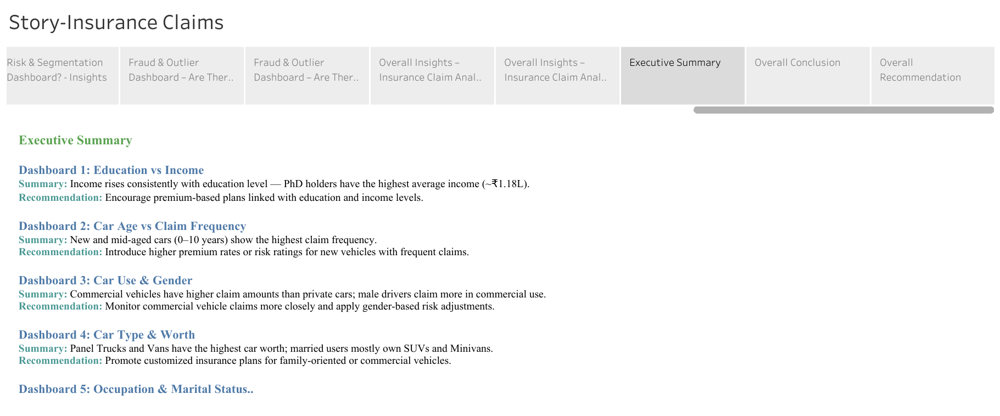 Story-Insurance Claims
Risk & Segmentation
Dashboard? - Insights
Fraud & Outlier
Dashboard – Are Ther..
Fraud & Outlier
Dashboard – Are Ther..
Overall Insights –
Insurance Claim Anal..
Overall Insights –
Insurance Claim Anal..
Executive Summary
Overall Conclusion
Overall
Recommendation
Executive Summary
Dashboard 1: Education vs Income
Summary: Income rises consistently with education level — PhD holders have the highest average income (~₹1.18L).
Recommendation: Encourage premium-based plans linked with education and income levels.
Dashboard 2: Car Age vs Claim Frequency
Summary: New and mid-aged cars (0–10 years) show the highest claim frequency.
Recommendation: Introduce higher premium rates or risk ratings for new vehicles with frequent claims.
Dashboard 3: Car Use & Gender
Summary: Commercial vehicles have higher claim amounts than private cars; male drivers claim more in commercial use.
Recommendation: Monitor commercial vehicle claims more closely and apply gender-based risk adjustments.
Dashboard 4: Car Type & Worth
Summary: Panel Trucks and Vans have the highest car worth; married users mostly own SUVs and Minivans.
Recommendation: Promote customized insurance plans for family-oriented or commercial vehicles.
Dashboard 5: Occupation & Marital Status..